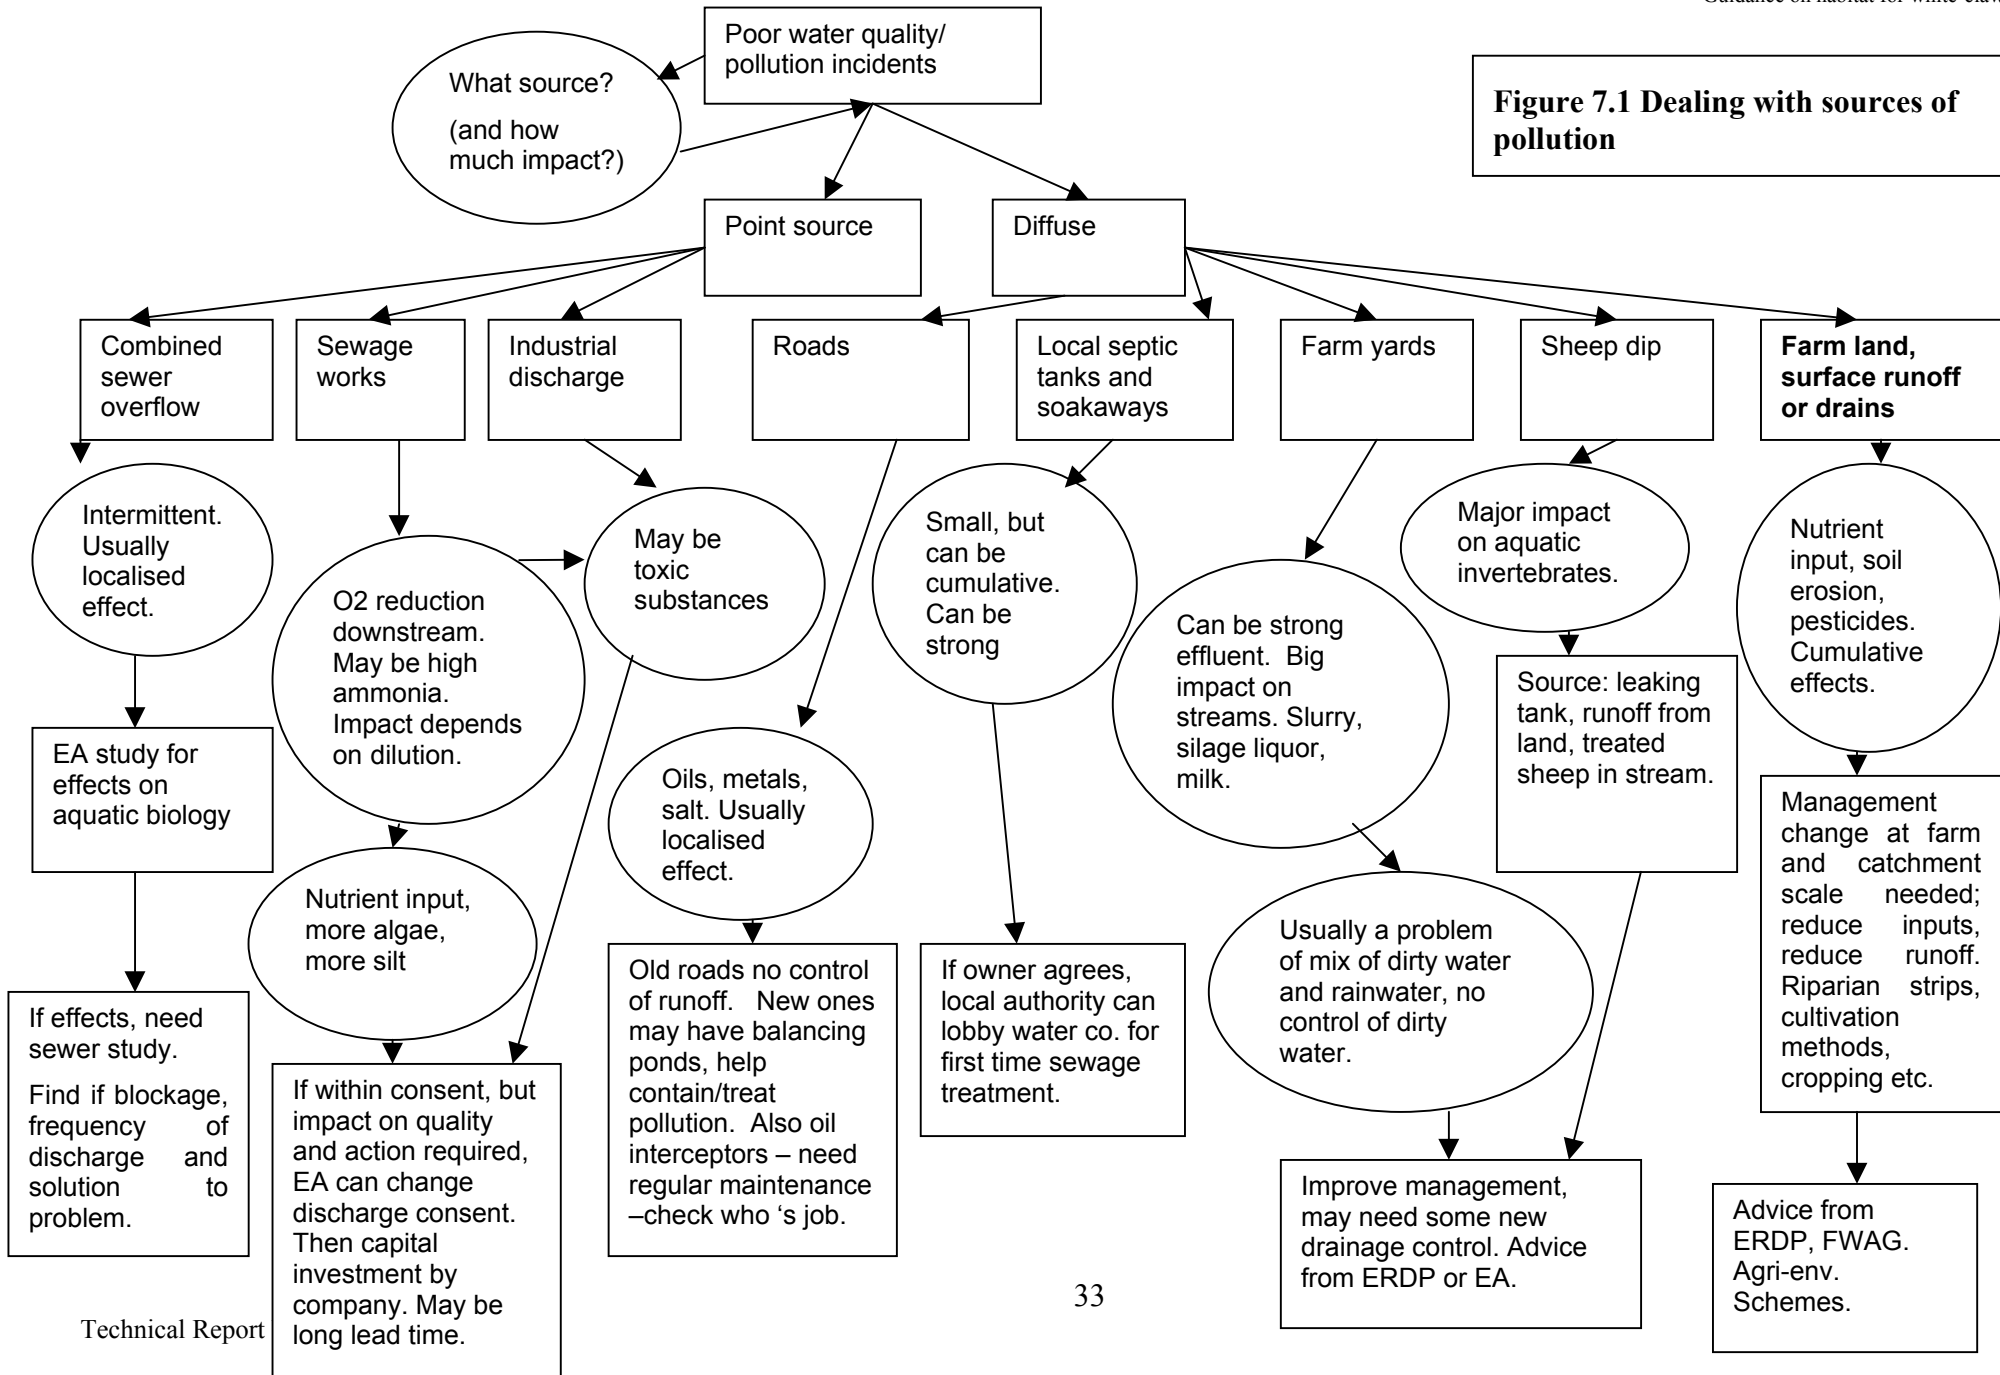 Guidance on habitat for white-claw
Poor water quality/
pollution incidents
What source?
(and how
much impact?)
Figure 7.1 Dealing with sources of
pollution
Point source
Diffuse
Combined
sewer
overflow
Sewage
works
Industrial
discharge
Roads
Local septic
tanks and
soakaways
Farm yards
Sheep dip
Farm land,
surface runoff
or drains
Intermittent.
Usually
localised
effect.
O2 reduction
downstream.
May be high
ammonia.
Impact depends
on dilution.
May be
toxic
substances
Small, but
can be
cumulative.
Can be
strong
Can be strong
effluent.  Big
impact on
streams. Slurry,
silage liquor,
milk.
Major impact
on aquatic
invertebrates.
Nutrient
input, soil
erosion,
pesticides.
Cumulative
effects.
EA study for
effects on
aquatic biology
Nutrient input,
more algae,
more silt
Oils, metals,
salt. Usually
localised
effect.
Source: leaking
tank, runoff from
land, treated
sheep in stream.
Management
change at farm
and catchment
scale needed;
reduce inputs,
reduce runoff.
Riparian strips,
cultivation
methods,
cropping etc.
If effects, need
sewer study.
Find if blockage,
frequency of
discharge and
solution to
problem.
If within consent, but
impact on quality
and action required,
EA can change
discharge consent.
Then capital
investment by
company. May be
long lead time.
Old roads no control
of runoff.  New ones
may have balancing
ponds, help
contain/treat
pollution.  Also oil
interceptors – need
regular maintenance
–check who 's job.
If owner agrees,
local authority can
lobby water co. for
first time sewage
treatment.
Usually a problem
of mix of dirty water
and rainwater, no
control of dirty
water.
Improve management,
may need some new
drainage control. Advice
from ERDP or EA.
Advice from
ERDP, FWAG.
Agri-env.
Schemes.
33
Technical Report